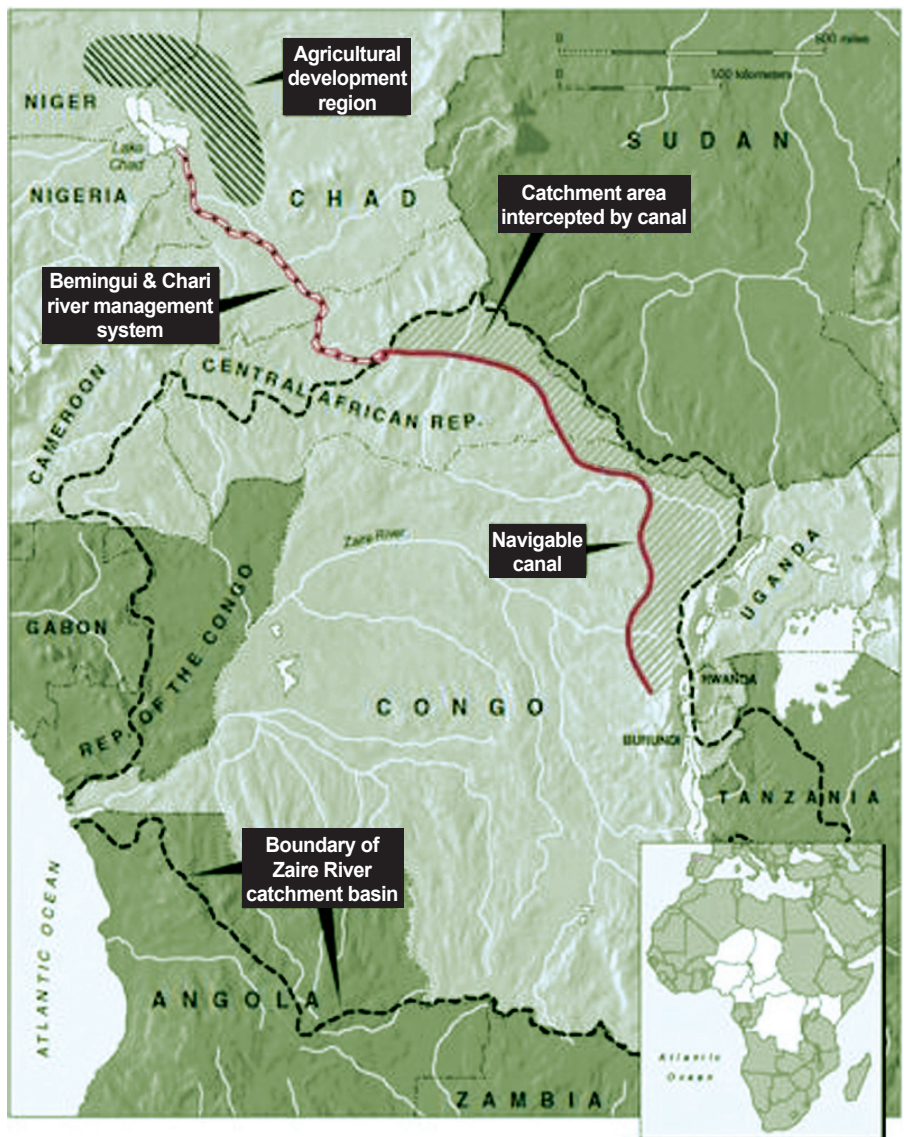 Agricultural
development
region
0 500 miles
0 500 kilometers
NIGER
Lake
Chad
SUDAN
NIGERIA
CHAD
Catchment area
intercepted by canal
Bemingui & Chari
river management
system
CENTRAL AFRICAN REP.
CAMEROON
Zaire River
Navigable
canal
UGANDA
GABON
REP. OF THE CONGO
RWANDA
CONGO
BURUNDI
TANZANIA
Boundary of
Zaire River
catchment basin
ATLANTIC OCEAN
ANGOLA
Atlantic
Ocean
ZAMBIA